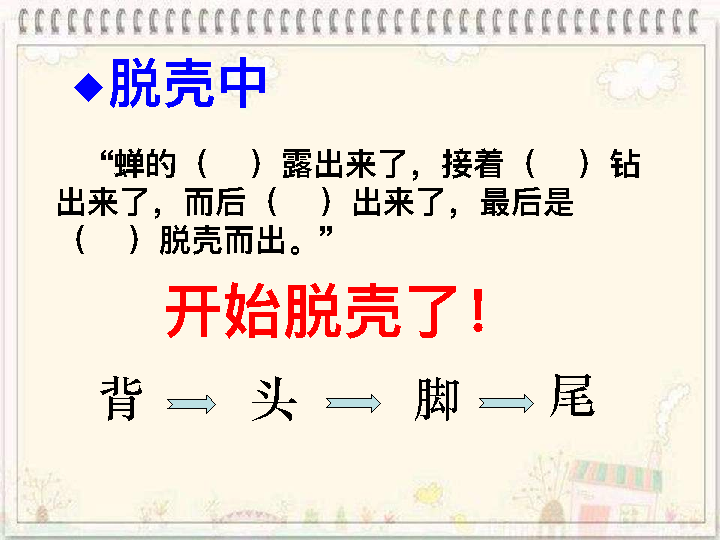 ◆脱壳中
“蝉的（　）露出来了，接着（　）钻
出来了，而后（　）出来了，最后是
（　）脱壳而出。”
开始脱壳了！
背 头 脚 尾